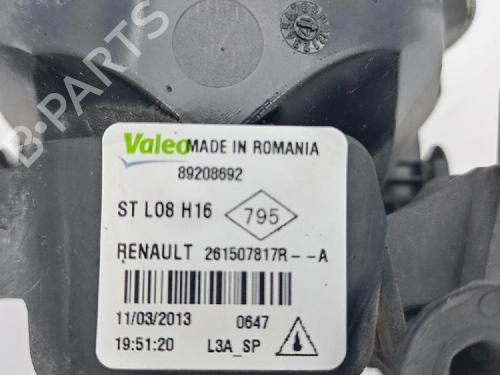 Valeo MADE IN ROMANIA
89208692
ST L08 H16 795
RENAULT 261507817R--A
11/03/2013 0647
19:51:20 L3A_SP
B-Parts